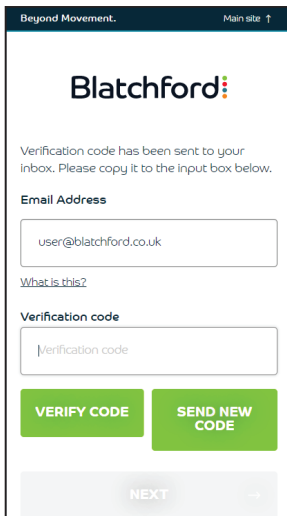 Beyond Movement.
Main site ↑
Blatchford
Verification code has been sent to your
inbox. Please copy it to the input box below.
Email Address
user@blatchford.co.uk
What is this?
Verification code
Verification code
VERIFY CODE
SEND NEW
CODE
NEXT →